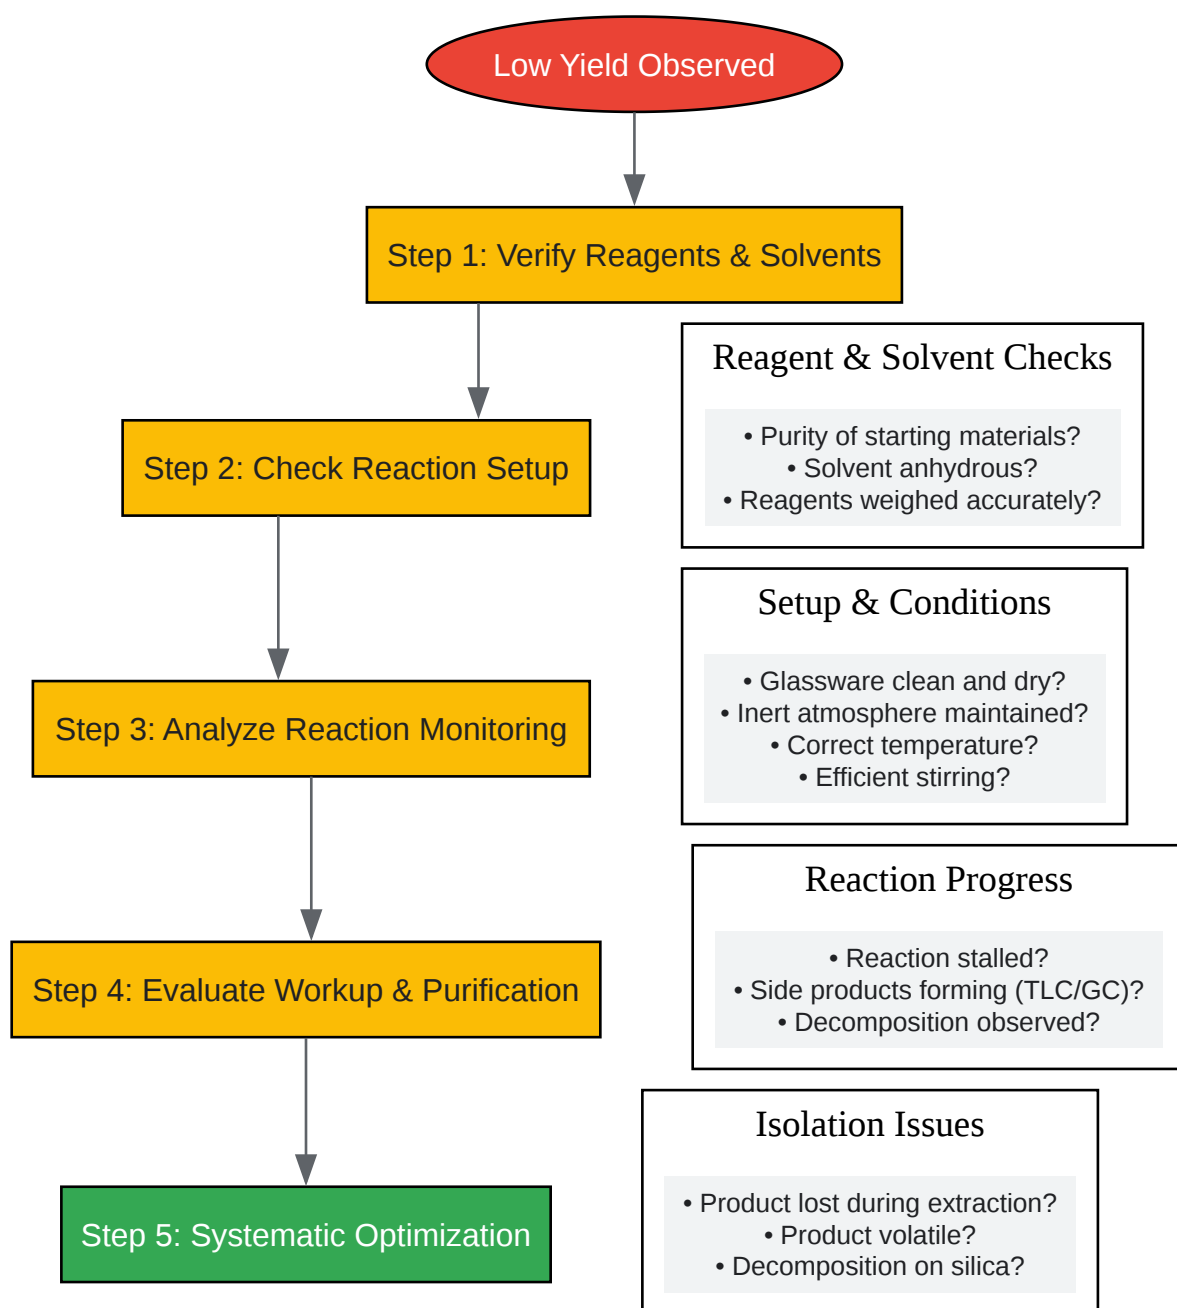 Low Yield Observed
Step 1: Verify Reagents & Solvents
Reagent & Solvent Checks
• Purity of starting materials?
• Solvent anhydrous?
• Reagents weighed accurately?
Step 2: Check Reaction Setup
Setup & Conditions
• Glassware clean and dry?
• Inert atmosphere maintained?
• Correct temperature?
• Efficient stirring?
Step 3: Analyze Reaction Monitoring
Reaction Progress
• Reaction stalled?
• Side products forming (TLC/GC)?
• Decomposition observed?
Step 4: Evaluate Workup & Purification
Isolation Issues
• Product lost during extraction?
• Product volatile?
• Decomposition on silica?
Step 5: Systematic Optimization